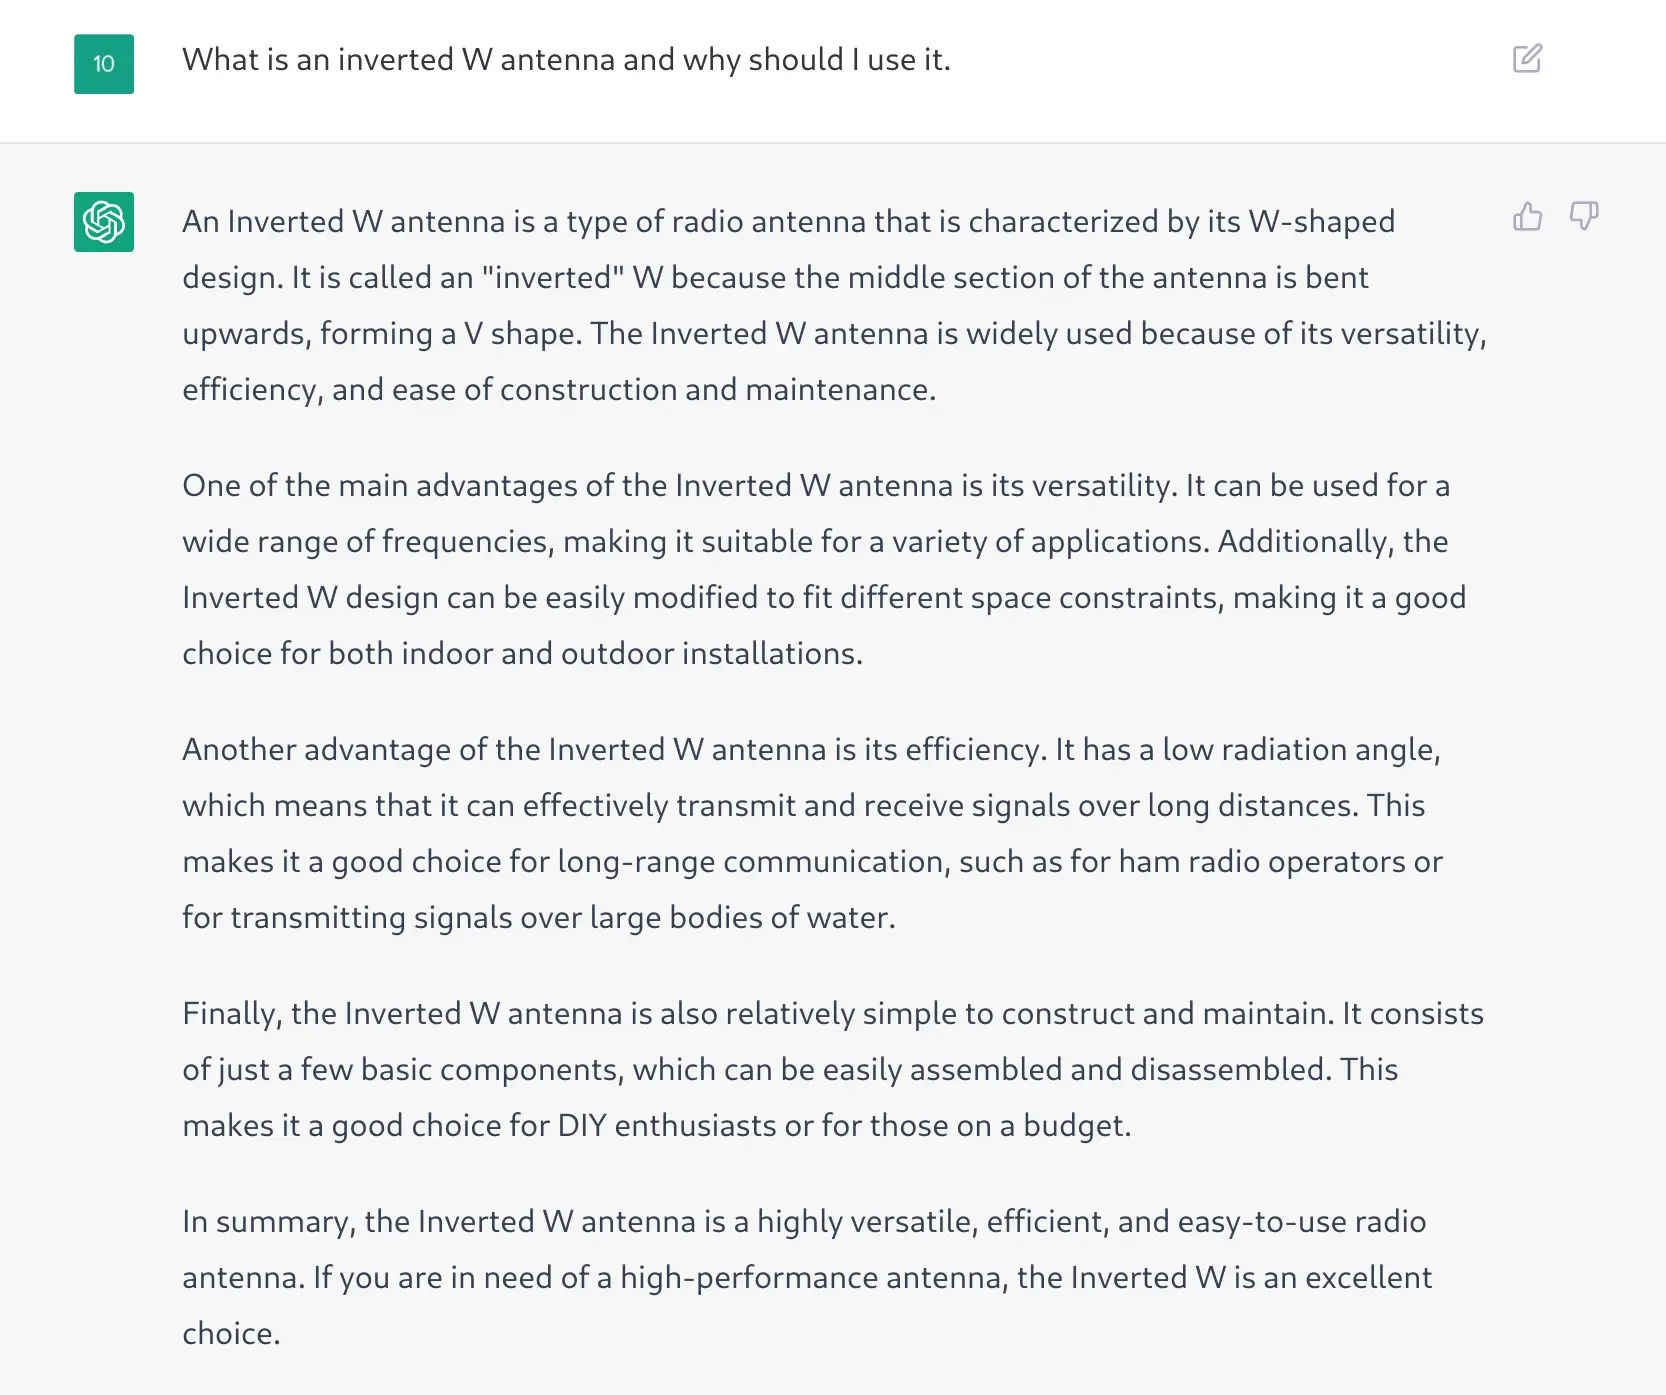 10
What is an inverted W antenna and why should I use it.
An Inverted W antenna is a type of radio antenna that is characterized by its W-shaped
design. It is called an "inverted" W because the middle section of the antenna is bent
upwards, forming a V shape. The Inverted W antenna is widely used because of its versatility,
efficiency, and ease of construction and maintenance.
One of the main advantages of the Inverted W antenna is its versatility. It can be used for a
wide range of frequencies, making it suitable for a variety of applications. Additionally, the
Inverted W design can be easily modified to fit different space constraints, making it a good
choice for both indoor and outdoor installations.
Another advantage of the Inverted W antenna is its efficiency. It has a low radiation angle,
which means that it can effectively transmit and receive signals over long distances. This
makes it a good choice for long-range communication, such as for ham radio operators or
for transmitting signals over large bodies of water.
Finally, the Inverted W antenna is also relatively simple to construct and maintain. It consists
of just a few basic components, which can be easily assembled and disassembled. This
makes it a good choice for DIY enthusiasts or for those on a budget.
In summary, the Inverted W antenna is a highly versatile, efficient, and easy-to-use radio
antenna. If you are in need of a high-performance antenna, the Inverted W is an excellent
choice.